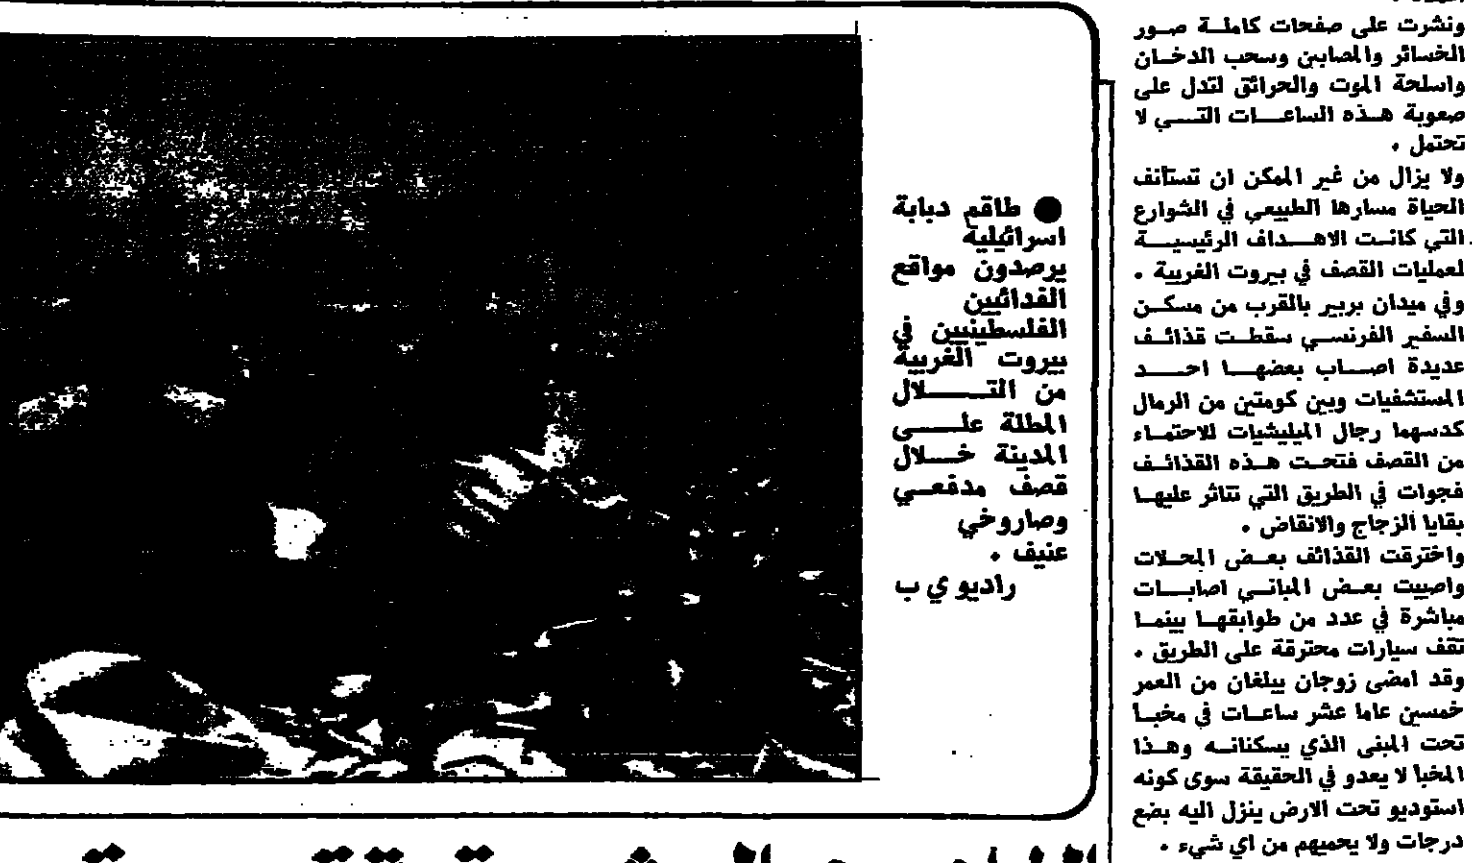 ونشرت على صفحات كاملة صور
الخسائر والمصابين وسحب الدخان
واسلحة الموت والحرائق لتدل على
صعوبة هذه الساعات التي لا
تحتمل ٠
ولا يزال من غير الممكن ان تستأنف
الحياة مسارها الطبيعي في الشوارع
التي كانت الاهداف الرئيسية
لعمليات القصف في بيروت الغربية ٠
وفي ميدان بربير بالقرب من مسكن
السفير الفرنسي سقطت قذائف
عديدة اصاب بعضها احد
المستشفيات وبين كومتين من الرمال
كدسهما رجال الميليشيات للاحتماء
من القصف فتحت هذه القذائف
فجوات في الطريق التي تناثر عليها
بقايا الزجاج والانقاض ٠
واخترقت القذائف بعض المحلات
واصيبت بعض المباني اصابات
مباشرة في عدد من طوابقها بينما
تقف سيارات محترقة على الطريق ٠
وقد امضى زوجان يبلغان من العمر
خمسين عاما عشر ساعات في مخبأ
تحت المبنى الذي يسكنانه وهذا
المخبأ لا يعدو في الحقيقة سوى كونه
استوديو تحت الارض ينزل اليه بضع
درجات ولا يحميهم من اي شيء ٠
● طاقم دبابة
اسرائيلية
يرصدون مواقع
الفدائيين
الفلسطينيين في
بيروت الغربية
من التلال
المطلة على
المدينة خلال
قصف مدفعي
وصاروخي
عنيف ٠
راديو ي ب